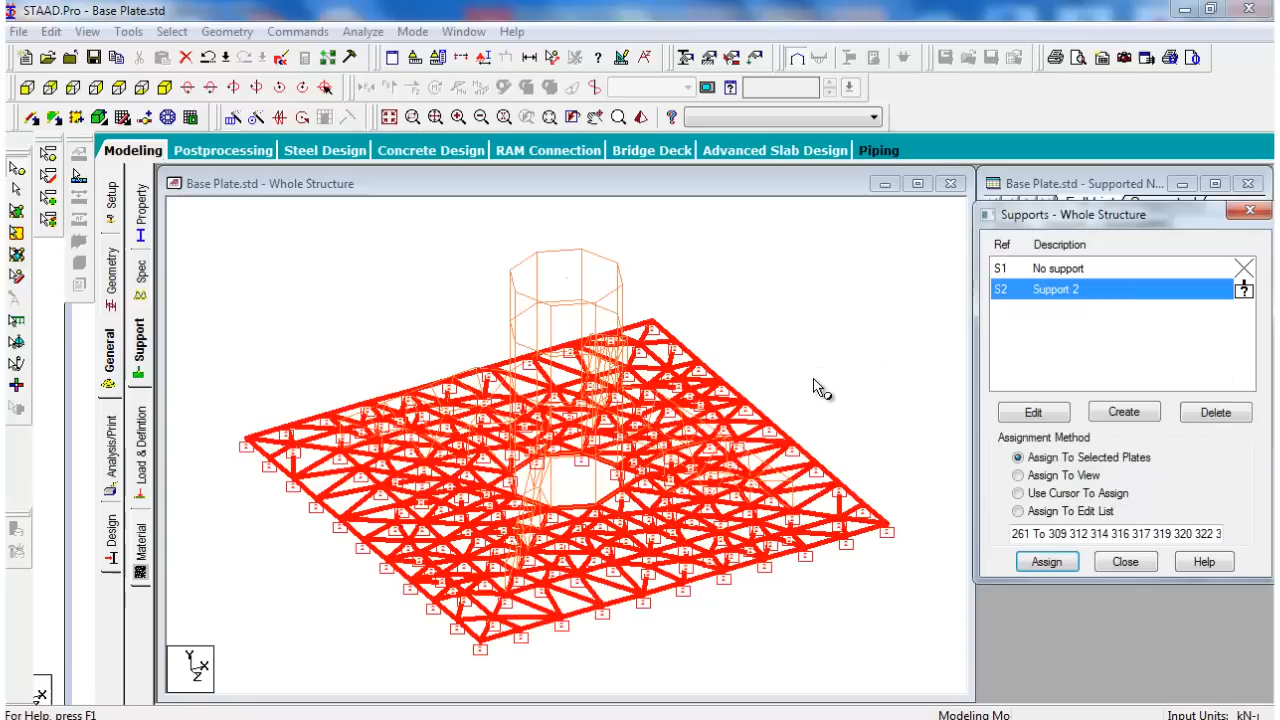 STAAD.Pro - Base Plate.std
File Edit View Tools Select Geometry Commands Analyze Mode Window Help
Modeling Postprocessing Steel Design Concrete Design RAM Connection Bridge Deck Advanced Slab Design Piping
Setup
Geometry
General
Analysis/Print
Design
Property
Spec
Support
Load & Definition
Material
Base Plate.std - Whole Structure
Base Plate.std - Supported N...
Supports - Whole Structure
Ref Description
S1 No support
S2 Support 2
Edit Create Delete
Assignment Method
Assign To Selected Plates
Assign To View
Use Cursor To Assign
Assign To Edit List
261 To 309 312 314 316 317 319 320 322 3
Assign Close Help
Y
X
Z
For Help, press F1
Modeling Mo
Input Units: kN-